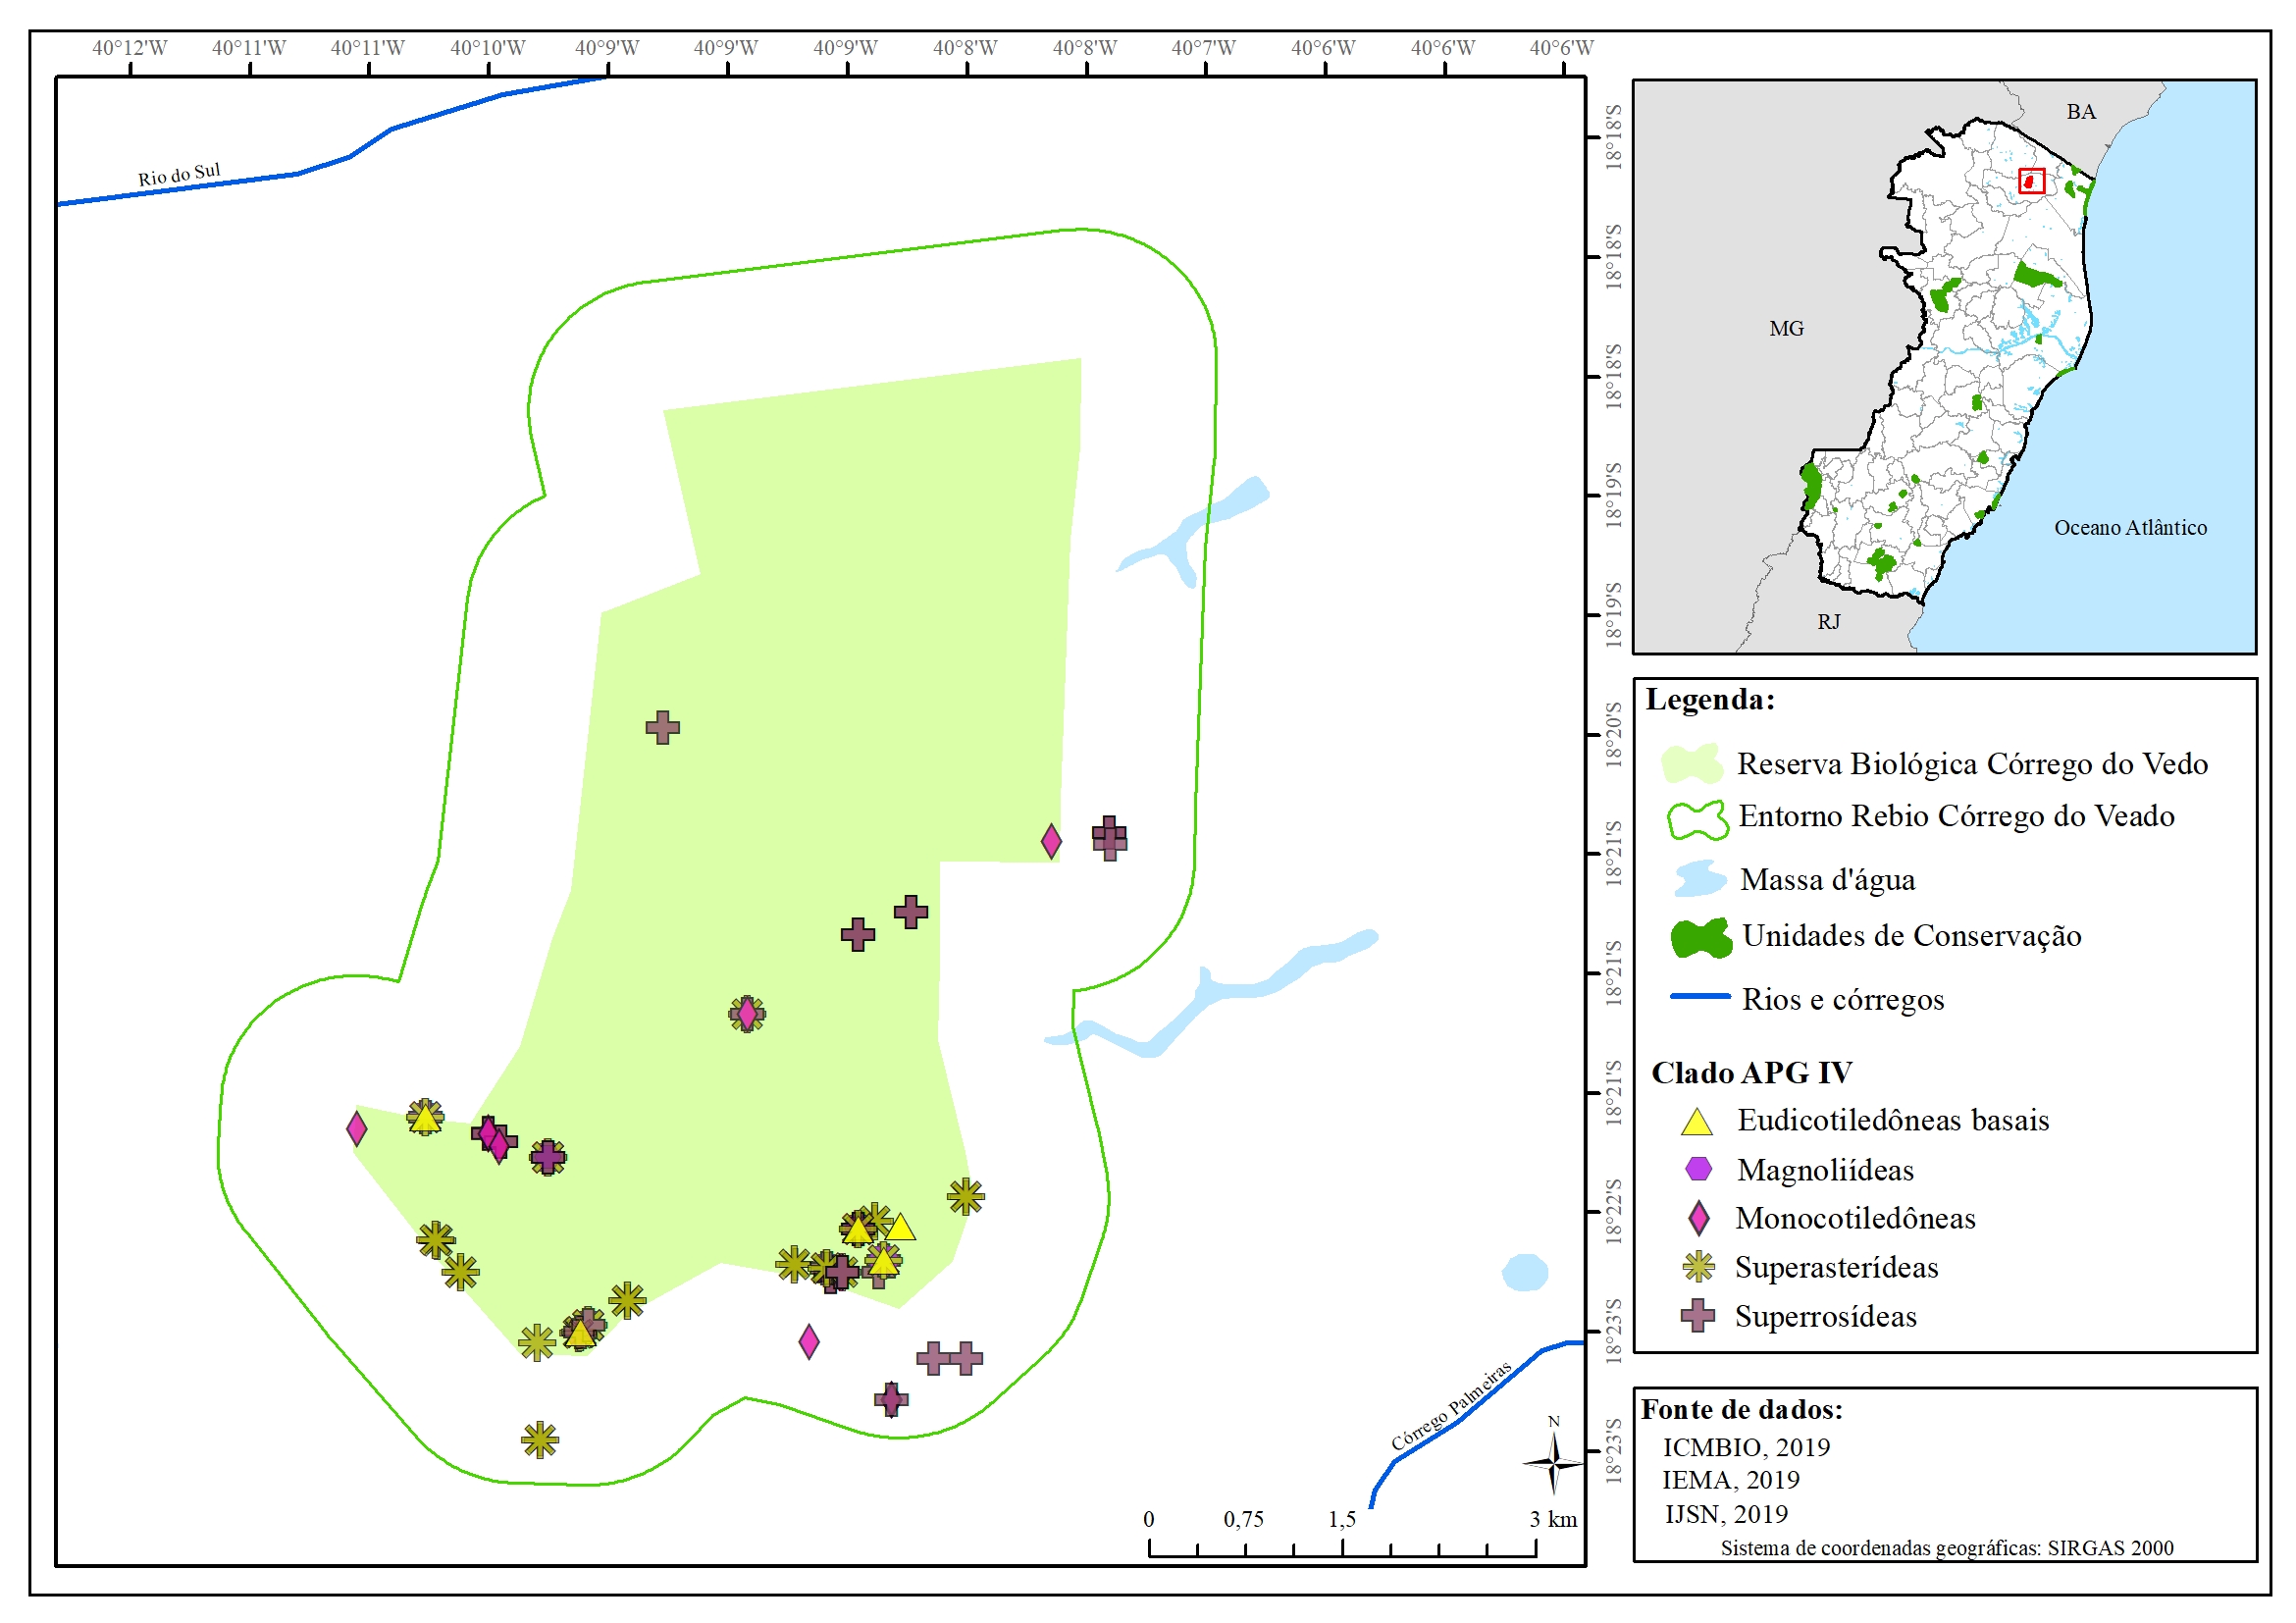 40°12'W 40°11'W 40°11'W 40°10'W 40°9'W 40°9'W 40°9'W 40°8'W 40°8'W 40°7'W 40°6'W 40°6'W 40°6'W
18°18'S
18°18'S
18°18'S
18°19'S
18°19'S
18°20'S
18°21'S
18°21'S
18°21'S
18°22'S
18°23'S
18°23'S
Rio do Sul
Córrego Palmeiras
N
0 0,75 1,5 3 km
BA
MG
Oceano Atlântico
RJ
Legenda:
Reserva Biológica Córrego do Vedo
Entorno Rebio Córrego do Veado
Massa d'água
Unidades de Conservação
Rios e córregos
Clado APG IV
Eudicotiledôneas basais
Magnoliídeas
Monocotiledôneas
Superasterídeas
Superrosídeas
Fonte de dados:
ICMBIO, 2019
IEMA, 2019
IJSN, 2019
Sistema de coordenadas geográficas: SIRGAS 2000